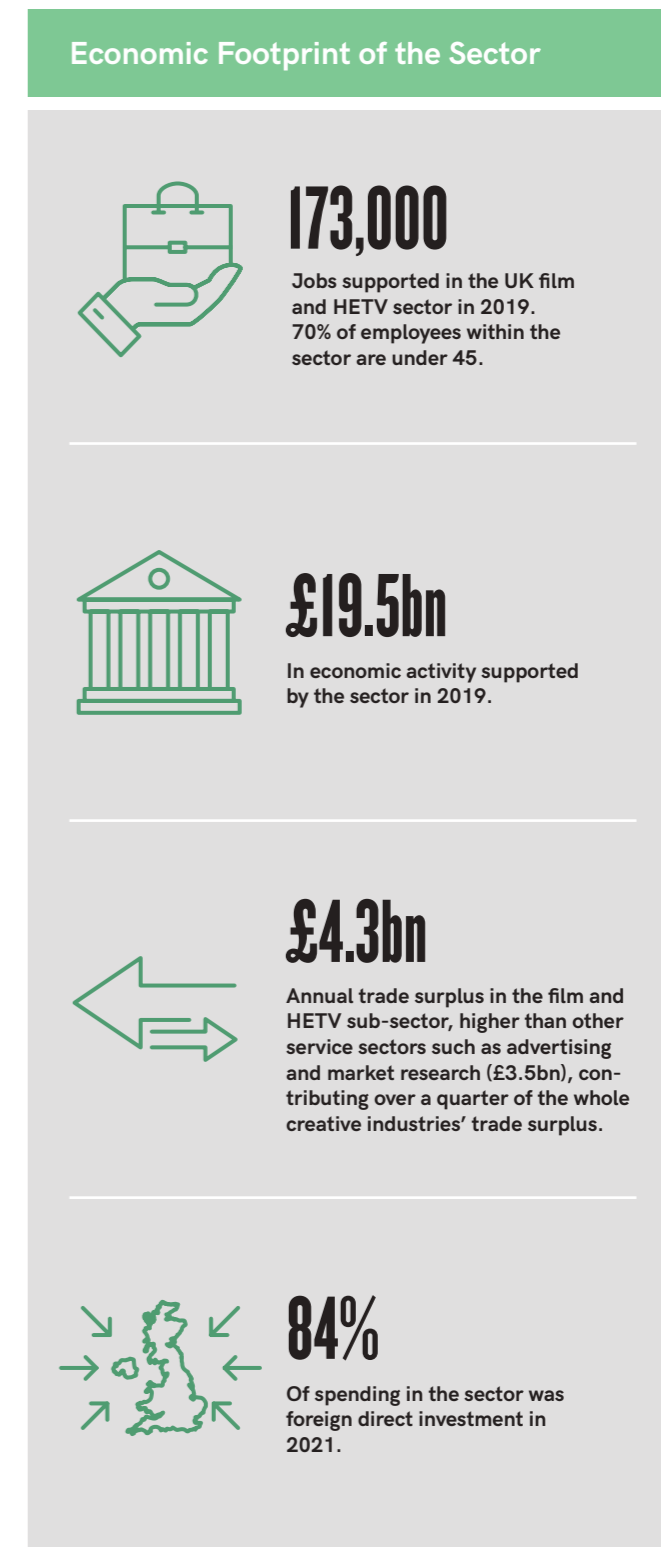 Economic Footprint of the Sector
173,000
Jobs supported in the UK film
and HETV sector in 2019.
70% of employees within the
sector are under 45.
£19.5bn
In economic activity supported
by the sector in 2019.
£4.3bn
Annual trade surplus in the film and
HETV sub-sector, higher than other
service sectors such as advertising
and market research (£3.5bn), con-
tributing over a quarter of the whole
creative industries’ trade surplus.
84%
Of spending in the sector was
foreign direct investment in
2021.